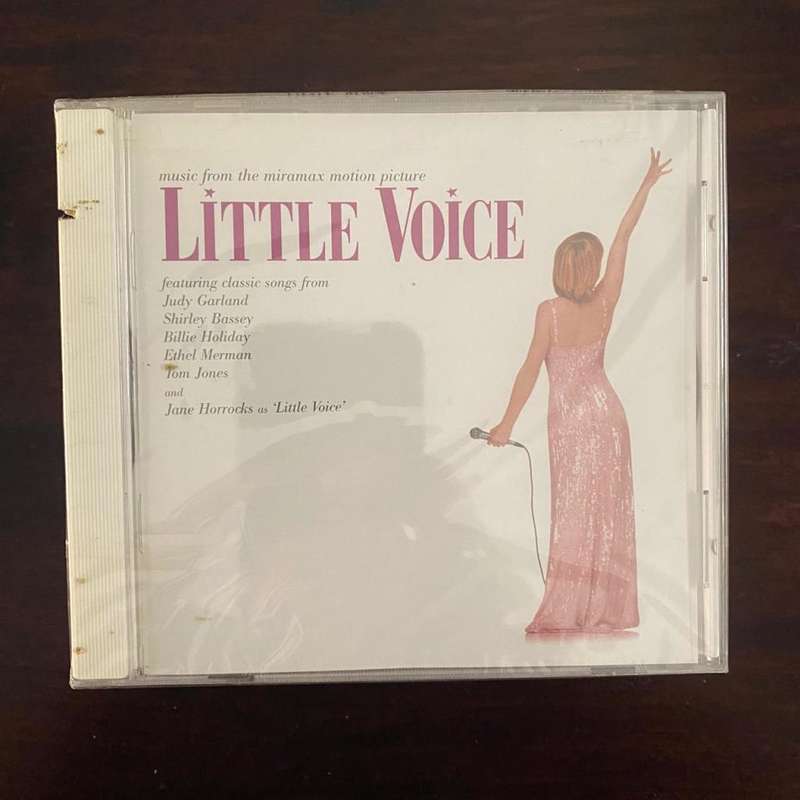 music from the miramax motion picture
LiTTLE VOiCE
featuring classic songs from
Judy Garland
Shirley Bassey
Billie Holiday
Ethel Merman
Tom Jones
and
Jane Horrocks as ‘Little Voice’